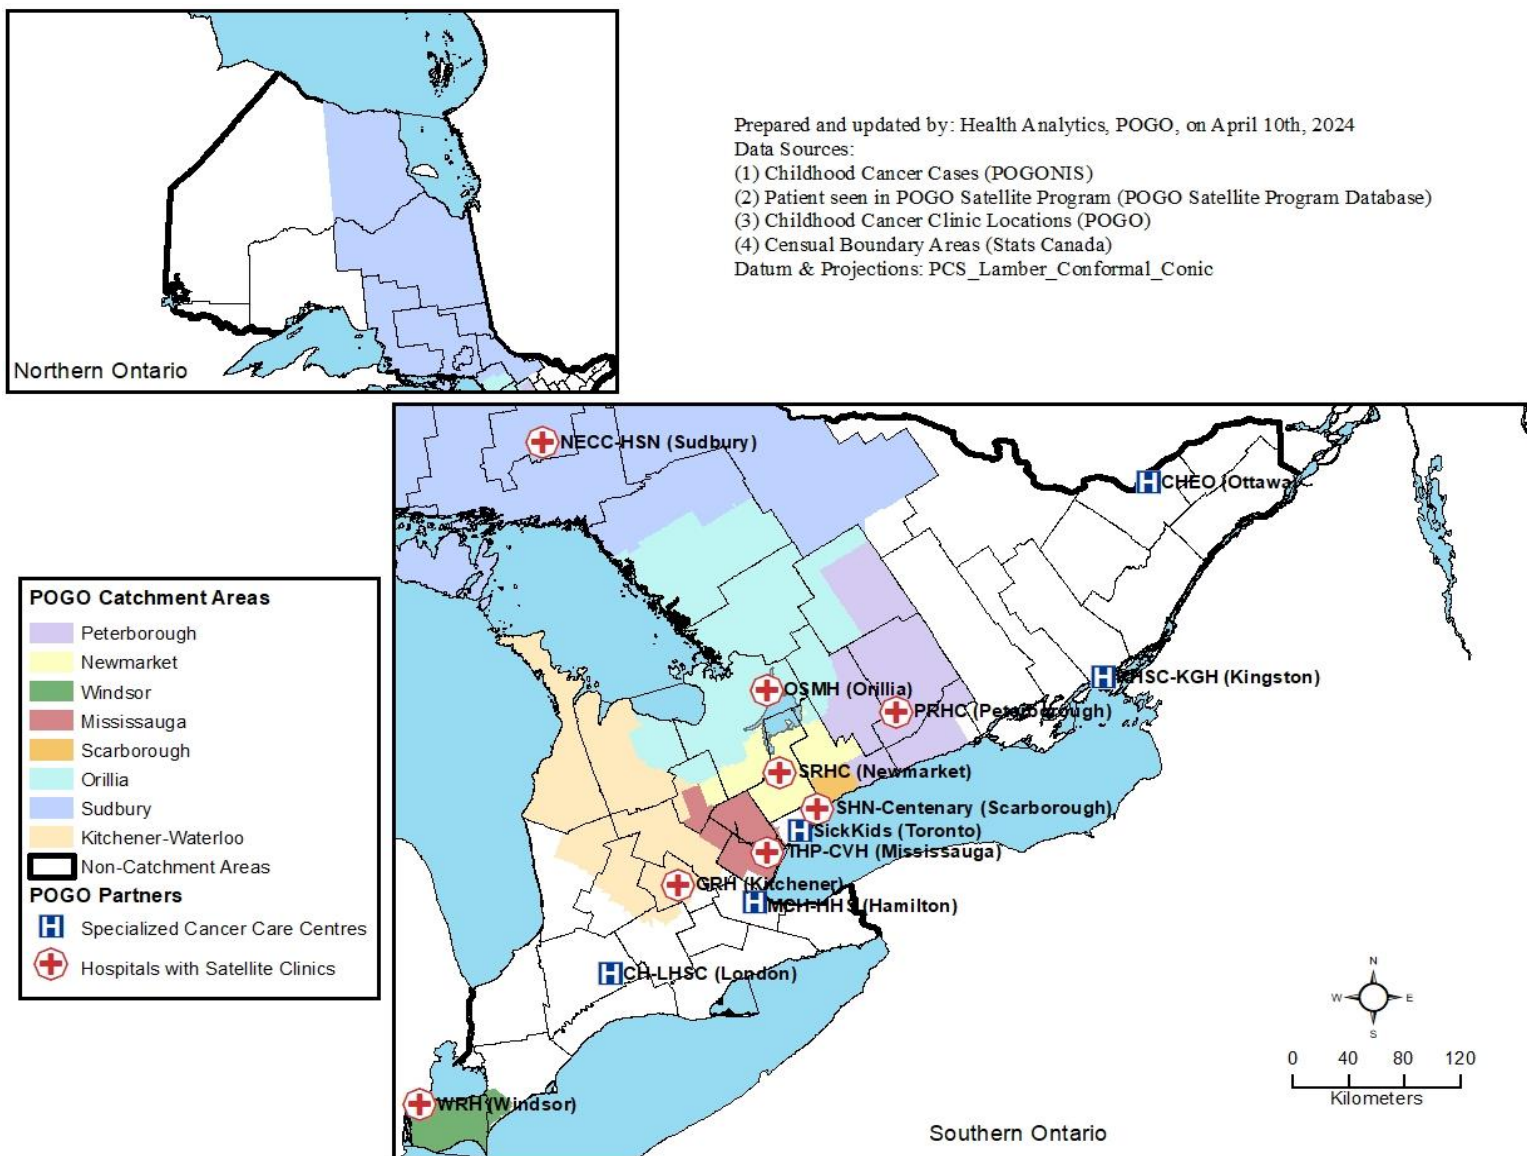 Prepared and updated by: Health Analytics, POGO, on April 10th, 2024
Data Sources:
(1) Childhood Cancer Cases (POGONIS)
(2) Patient seen in POGO Satellite Program (POGO Satellite Program Database)
(3) Childhood Cancer Clinic Locations (POGO)
(4) Censual Boundary Areas (Stats Canada)
Datum & Projections: PCS_Lamber_Conformal_Conic
Northern Ontario
NECC-HSN (Sudbury)
CHEO (Ottawa)
KHSC-KGH (Kingston)
OSMH (Orillia)
PRHC (Peterborough)
SRHC (Newmarket)
SHN-Centenary (Scarborough)
SickKids (Toronto)
THP-CVH (Mississauga)
GRH (Kitchener)
MCH-HHS (Hamilton)
CH-LHSC (London)
WRH (Windsor)
POGO Catchment Areas
Peterborough
Newmarket
Windsor
Mississauga
Scarborough
Orillia
Sudbury
Kitchener-Waterloo
Non-Catchment Areas
POGO Partners
H Specialized Cancer Care Centres
Hospitals with Satellite Clinics
N
W E
S
0 40 80 120
Kilometers
Southern Ontario